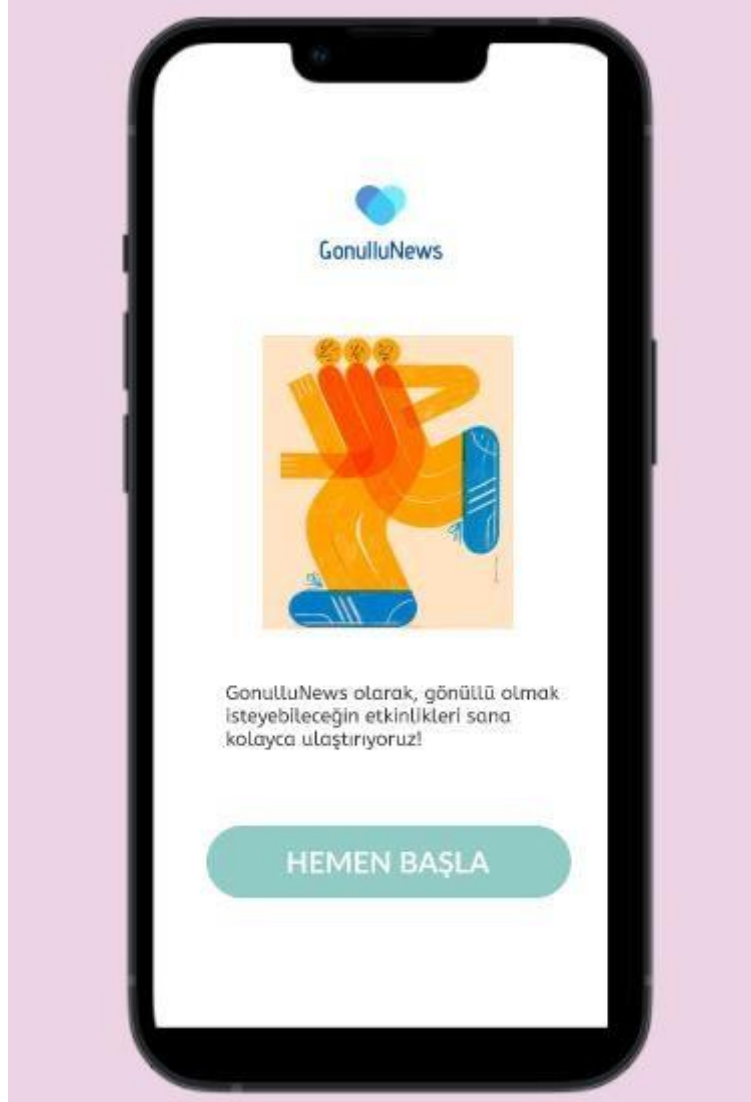 GonulluNews
GonulluNews olarak, gönüllü olmak
isteyebileceğin etkinlikleri sana
kolayca ulaştırıyoruz!
HEMEN BAŞLA